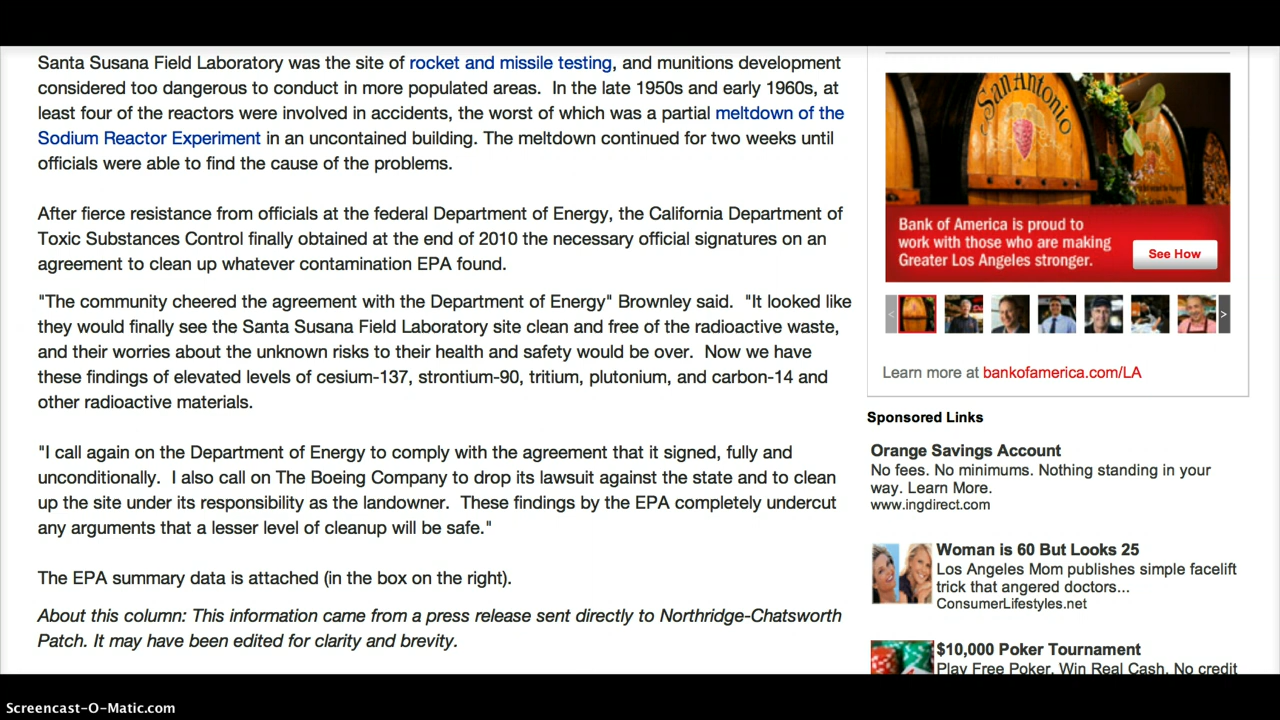 Santa Susana Field Laboratory was the site of rocket and missile testing, and munitions development
considered too dangerous to conduct in more populated areas.  In the late 1950s and early 1960s, at
least four of the reactors were involved in accidents, the worst of which was a partial meltdown of the
Sodium Reactor Experiment in an uncontained building. The meltdown continued for two weeks until
officials were able to find the cause of the problems.
After fierce resistance from officials at the federal Department of Energy, the California Department of
Toxic Substances Control finally obtained at the end of 2010 the necessary official signatures on an
agreement to clean up whatever contamination EPA found.
"The community cheered the agreement with the Department of Energy" Brownley said.  "It looked like
they would finally see the Santa Susana Field Laboratory site clean and free of the radioactive waste,
and their worries about the unknown risks to their health and safety would be over.  Now we have
these findings of elevated levels of cesium-137, strontium-90, tritium, plutonium, and carbon-14 and
other radioactive materials.
"I call again on the Department of Energy to comply with the agreement that it signed, fully and
unconditionally.  I also call on The Boeing Company to drop its lawsuit against the state and to clean
up the site under its responsibility as the landowner.  These findings by the EPA completely undercut
any arguments that a lesser level of cleanup will be safe."
The EPA summary data is attached (in the box on the right).
About this column: This information came from a press release sent directly to Northridge-Chatsworth
Patch. It may have been edited for clarity and brevity.
San Antonio
Bank of America is proud to
work with those who are making
Greater Los Angeles stronger.
See How
<
>
Learn more at bankofamerica.com/LA
Sponsored Links
Orange Savings Account
No fees. No minimums. Nothing standing in your
way. Learn More.
www.ingdirect.com
Woman is 60 But Looks 25
Los Angeles Mom publishes simple facelift
trick that angered doctors...
ConsumerLifestyles.net
$10,000 Poker Tournament
Play Free Poker. Win Real Cash. No credit
Screencast-O-Matic.com